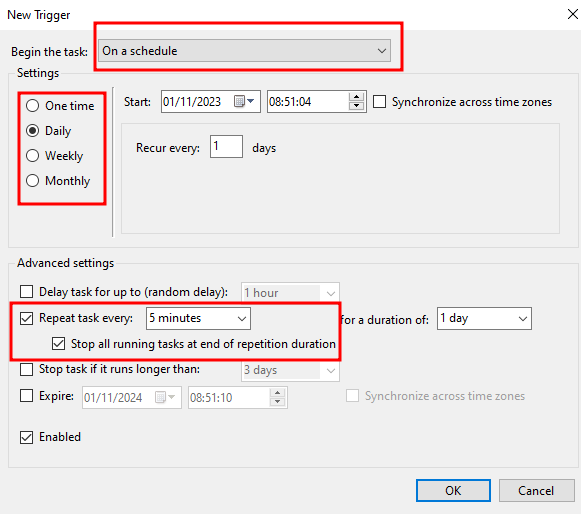 New Trigger
Begin the task: On a schedule
Settings
One time
Daily
Weekly
Monthly
Start: 01/11/2023 08:51:04 Synchronize across time zones
Recur every: 1 days
Advanced settings
Delay task for up to (random delay): 1 hour
Repeat task every: 5 minutes for a duration of: 1 day
Stop all running tasks at end of repetition duration
Stop task if it runs longer than: 3 days
Expire: 01/11/2024 08:51:10 Synchronize across time zones
Enabled
OK Cancel